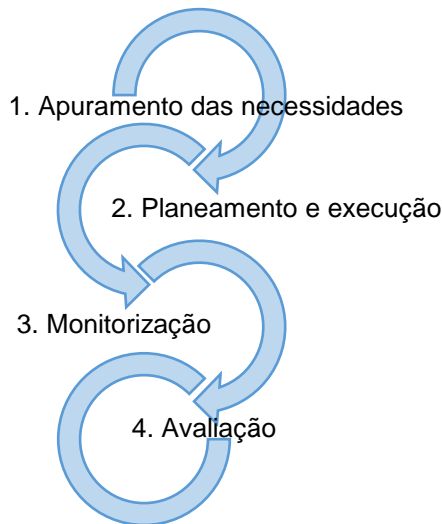 1. Apuramento das necessidades
2. Planeamento e execução
3. Monitorização
4. Avaliação